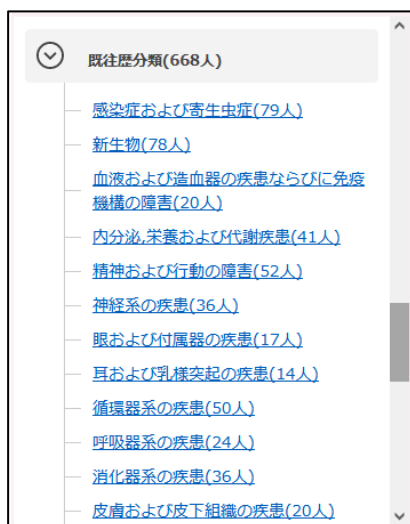 既往歴分類(668人)
感染症および寄生虫症(79人)
新生物(78人)
血液および造血器の疾患ならびに免疫
機構の障害(20人)
内分泌,栄養および代謝疾患(41人)
精神および行動の障害(52人)
神経系の疾患(36人)
眼および付属器の疾患(17人)
耳および乳様突起の疾患(14人)
循環器系の疾患(50人)
呼吸器系の疾患(24人)
消化器系の疾患(36人)
皮膚および皮下組織の疾患(20人)